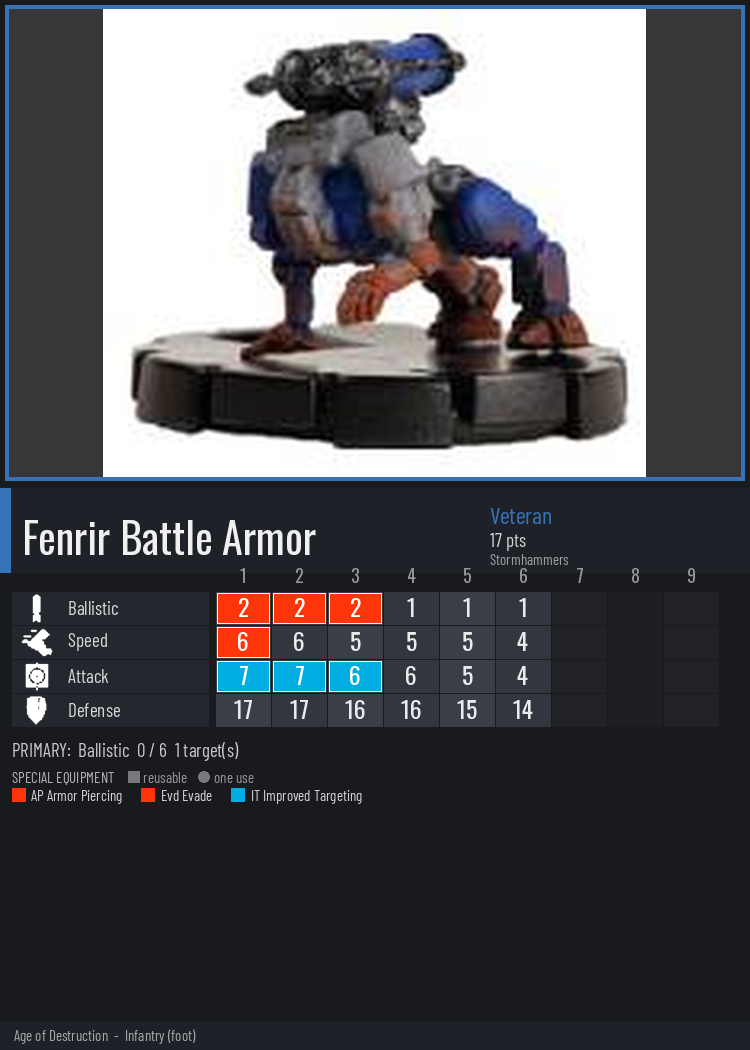 Fenrir Battle Armor
Veteran
17 pts
Stormhammers
1 2 3 4 5 6 7 8 9
Ballistic 2 2 2 1 1 1
Speed 6 6 5 5 5 4
Attack 7 7 6 6 5 4
Defense 17 17 16 16 15 14
PRIMARY: Ballistic 0 / 6 1 target(s)
SPECIAL EQUIPMENT reusable one use
AP Armor Piercing Evd Evade IT Improved Targeting
Age of Destruction - Infantry (foot)